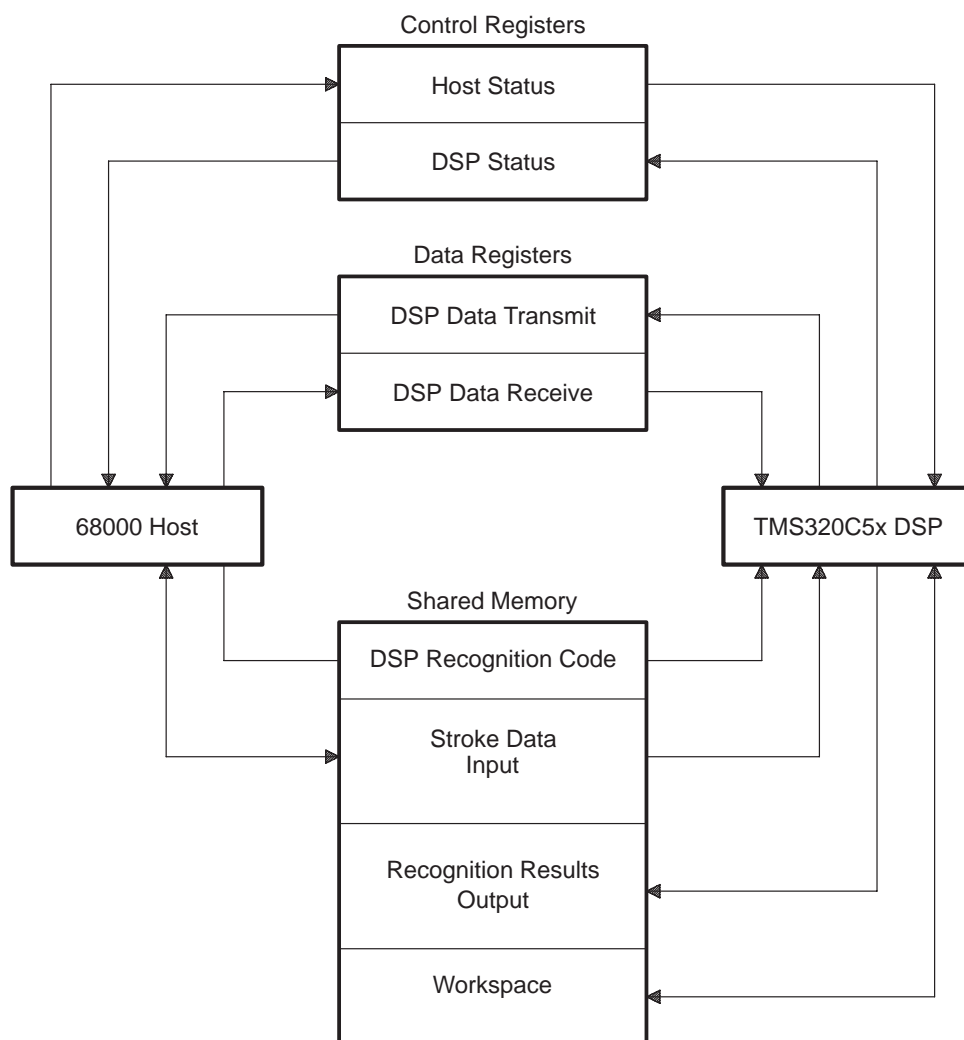 Control Registers
Host Status
DSP Status
Data Registers
DSP Data Transmit
DSP Data Receive
68000 Host
TMS320C5x DSP
Shared Memory
DSP Recognition Code
Stroke Data
Input
Recognition Results
Output
Workspace